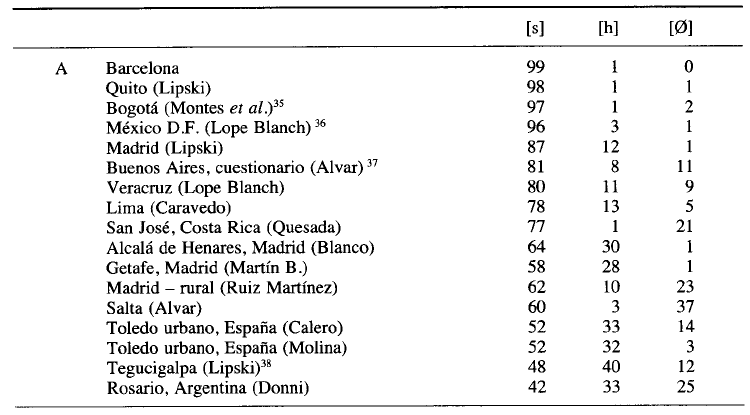 [s] [h] [Ø]
A Barcelona 99 1 0
Quito (Lipski) 98 1 1
Bogotá (Montes et al.)³⁵ 97 1 2
México D.F. (Lope Blanch) ³⁶ 96 3 1
Madrid (Lipski) 87 12 1
Buenos Aires, cuestionario (Alvar) ³⁷ 81 8 11
Veracruz (Lope Blanch) 80 11 9
Lima (Caravedo) 78 13 5
San José, Costa Rica (Quesada) 77 1 21
Alcalá de Henares, Madrid (Blanco) 64 30 1
Getafe, Madrid (Martín B.) 58 28 1
Madrid – rural (Ruiz Martínez) 62 10 23
Salta (Alvar) 60 3 37
Toledo urbano, España (Calero) 52 33 14
Toledo urbano, España (Molina) 52 32 3
Tegucigalpa (Lipski)³⁸ 48 40 12
Rosario, Argentina (Donni) 42 33 25